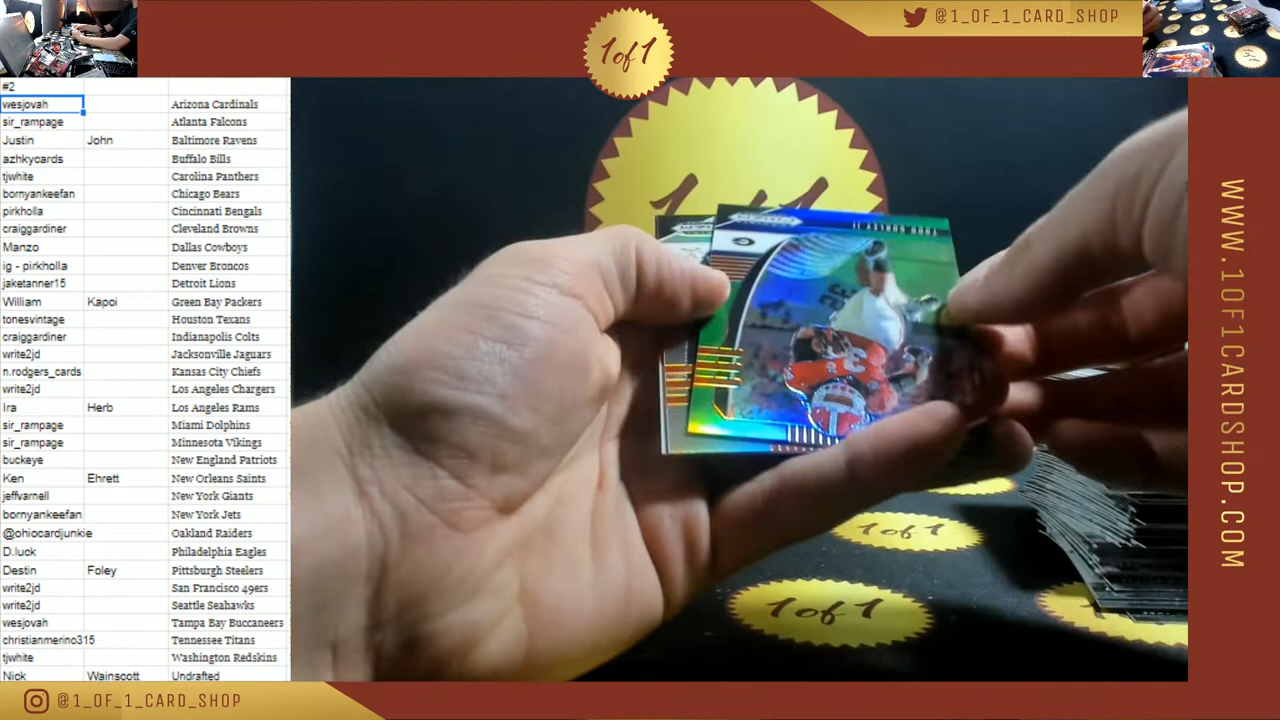 1of1
@1_OF_1_CARD_SHOP
#2
wesjovah Arizona Cardinals
sir_rampage Atlanta Falcons
Justin John Baltimore Ravens
azhkycards Buffalo Bills
tjwhite Carolina Panthers
bornyankeefan Chicago Bears
pirkholla Cincinnati Bengals
craiggardiner Cleveland Browns
Manzo Dallas Cowboys
ig - pirkholla Denver Broncos
jaketanner15 Detroit Lions
William Kapoi Green Bay Packers
tonesvintage Houston Texans
craiggardiner Indianapolis Colts
write2jd Jacksonville Jaguars
n.rodgers_cards Kansas City Chiefs
write2jd Los Angeles Chargers
Ira Herb Los Angeles Rams
sir_rampage Miami Dolphins
sir_rampage Minnesota Vikings
buckeye New England Patriots
Ken Ehrett New Orleans Saints
jeffvarnell New York Giants
bornyankeefan New York Jets
@ohiocardjunkie Oakland Raiders
D.luck Philadelphia Eagles
Destin Foley Pittsburgh Steelers
write2jd San Francisco 49ers
write2jd Seattle Seahawks
wesjovah Tampa Bay Buccaneers
christianmerino315 Tennessee Titans
tjwhite Washington Redskins
Nick Wainscott Undrafted
TODD GURLEY II
1of1
1of1
WWW.1OF1CARDSHOP.COM
@1_OF_1_CARD_SHOP